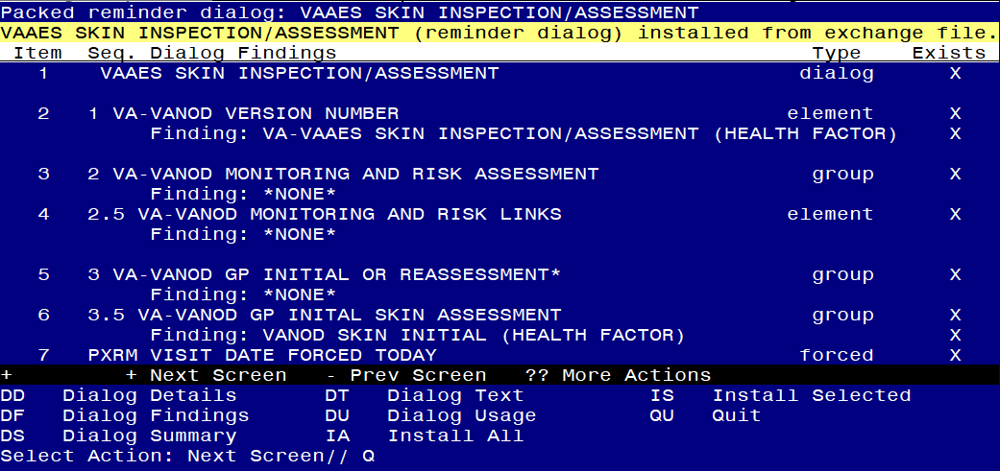 Packed reminder dialog: VAAES SKIN INSPECTION/ASSESSMENT
VAAES SKIN INSPECTION/ASSESSMENT (reminder dialog) installed from exchange file.
Item Seq. Dialog Findings Type Exists
1 VAAES SKIN INSPECTION/ASSESSMENT dialog X
2 1 VA-VANOD VERSION NUMBER element X
Finding: VA-VAAES SKIN INSPECTION/ASSESSMENT (HEALTH FACTOR) X
3 2 VA-VANOD MONITORING AND RISK ASSESSMENT group X
Finding: *NONE*
4 2.5 VA-VANOD MONITORING AND RISK LINKS element X
Finding: *NONE*
5 3 VA-VANOD GP INITIAL OR REASSESSMENT* group X
Finding: *NONE*
6 3.5 VA-VANOD GP INITAL SKIN ASSESSMENT group X
Finding: VANOD SKIN INITIAL (HEALTH FACTOR) X
7 PXRM VISIT DATE FORCED TODAY forced X
+ + Next Screen - Prev Screen ?? More Actions
DD Dialog Details DT Dialog Text IS Install Selected
DF Dialog Findings DU Dialog Usage QU Quit
DS Dialog Summary IA Install All
Select Action: Next Screen// Q